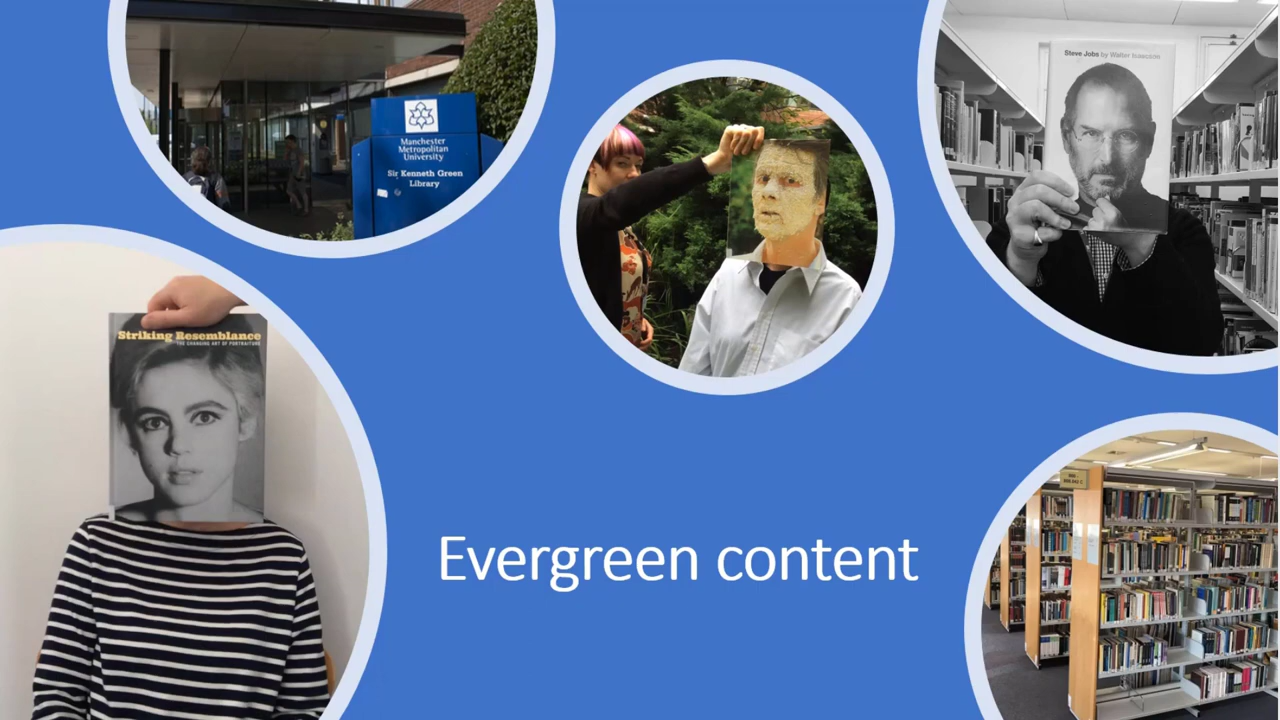 Manchester
Metropolitan
University
Sir Kenneth Green
Library
Steve Jobs by Walter Isaacson
Striking Resemblance
THE CHANGING ART OF PORTRAITURE
Evergreen content